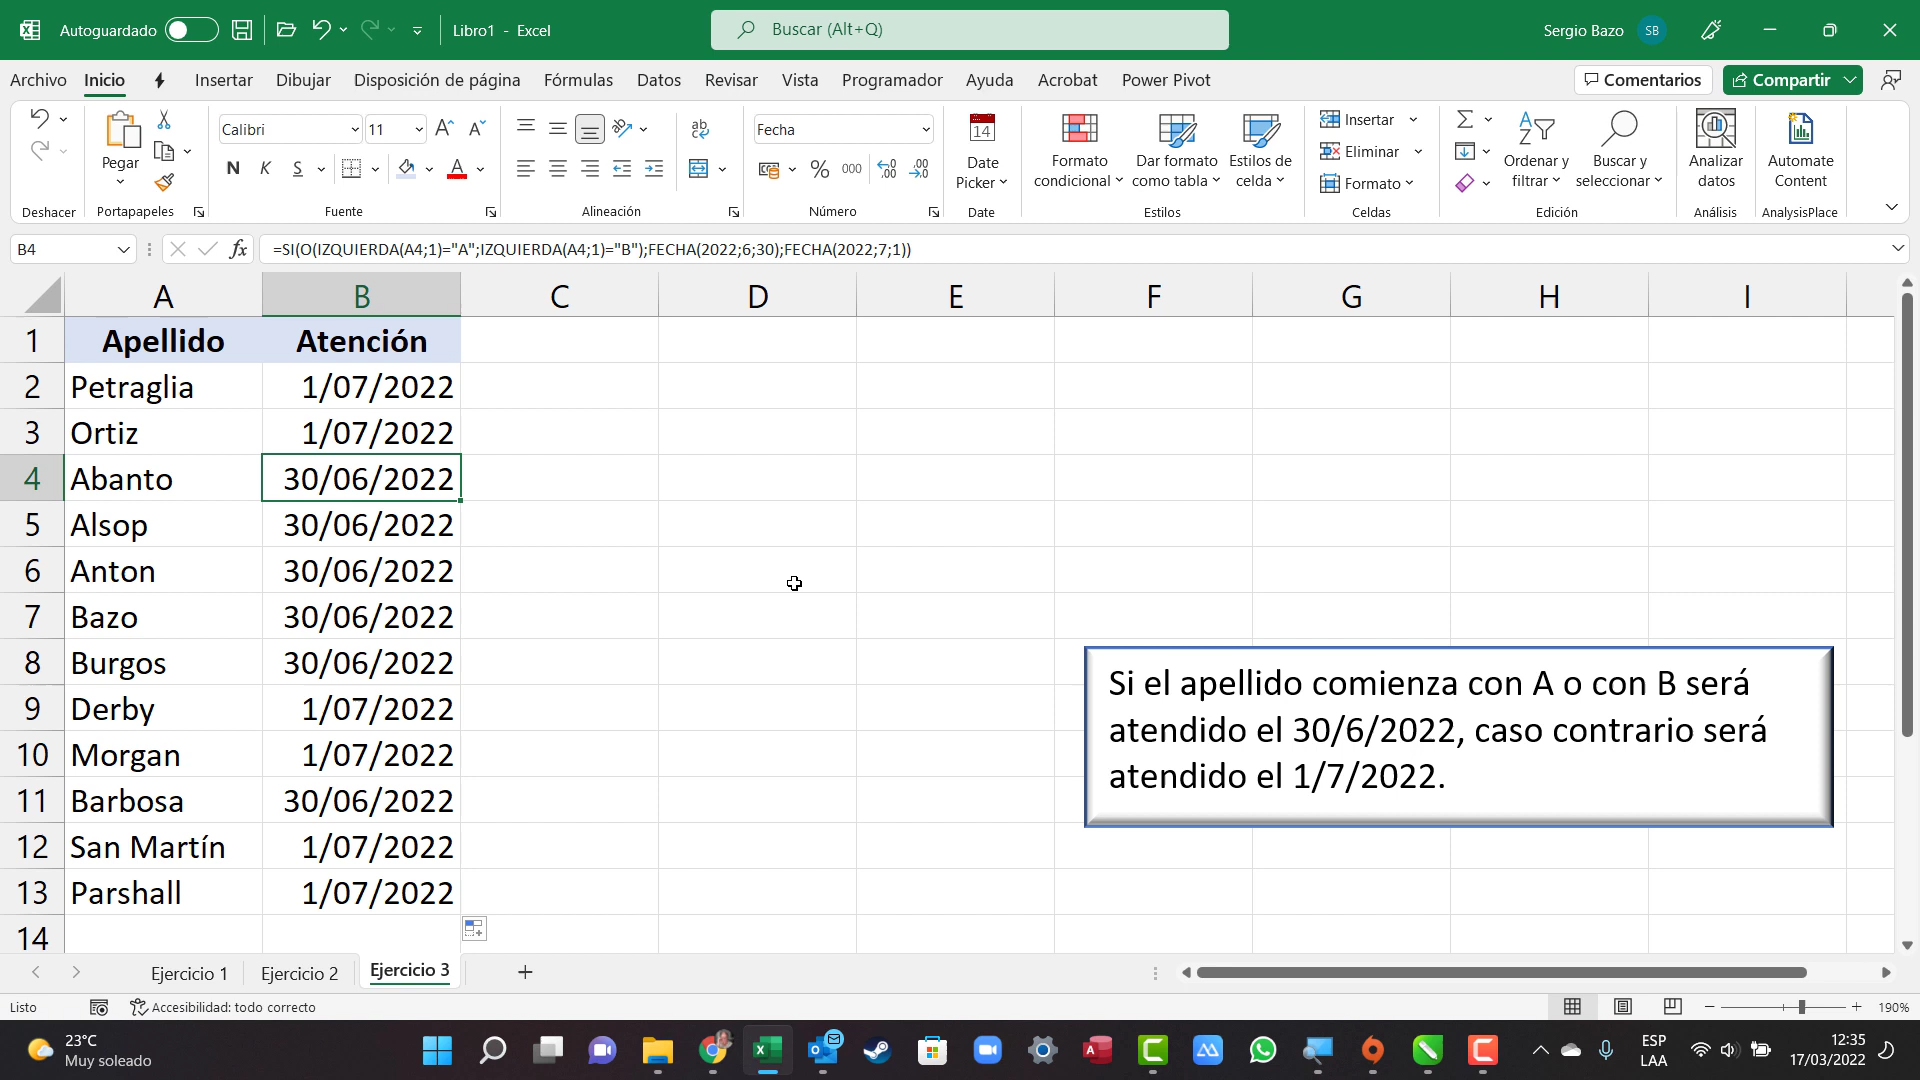 Autoguardado
Libro1 - Excel
Buscar (Alt+Q)
Sergio Bazo
SB
Archivo
Inicio
Insertar
Dibujar
Disposición de página
Fórmulas
Datos
Revisar
Vista
Programador
Ayuda
Acrobat
Power Pivot
Comentarios
Compartir
Deshacer
Pegar
Portapapeles
Calibri
11
N
K
S
Fuente
ab
Alineación
Fecha
%
000
Número
14
Date
Picker
Date
Formato
condicional
Dar formato
como tabla
Estilos de
celda
Estilos
Insertar
Eliminar
Formato
Celdas
Ordenar y
filtrar
Buscar y
seleccionar
Edición
Analizar
datos
Análisis
Automate
Content
AnalysisPlace
B4
fx
=SI(O(IZQUIERDA(A4;1)="A";IZQUIERDA(A4;1)="B");FECHA(2022;6;30);FECHA(2022;7;1))
A B C D E F G H I
1 Apellido Atención
2 Petraglia 1/07/2022
3 Ortiz 1/07/2022
4 Abanto 30/06/2022
5 Alsop 30/06/2022
6 Anton 30/06/2022
7 Bazo 30/06/2022
8 Burgos 30/06/2022
9 Derby 1/07/2022
10 Morgan 1/07/2022
11 Barbosa 30/06/2022
12 San Martín 1/07/2022
13 Parshall 1/07/2022
14
Si el apellido comienza con A o con B será
atendido el 30/6/2022, caso contrario será
atendido el 1/7/2022.
Ejercicio 1
Ejercicio 2
Ejercicio 3
Listo
Accesibilidad: todo correcto
190%
23°C
Muy soleado
ESP
LAA
12:35
17/03/2022